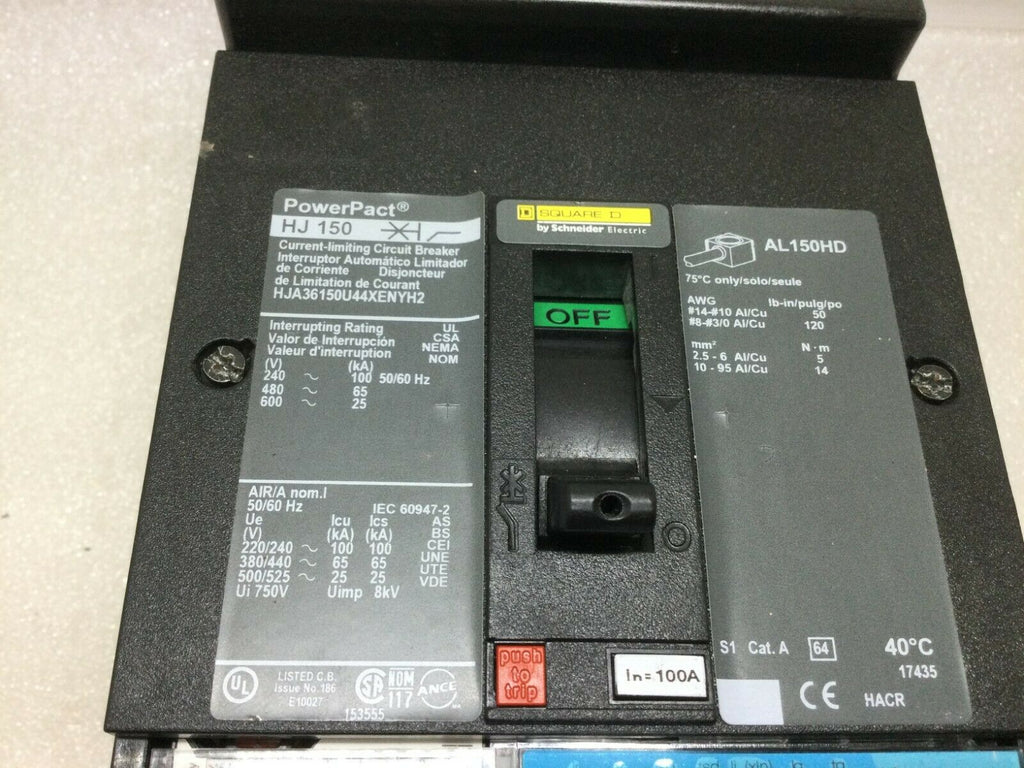 PowerPact®
HJ 150
Current-limiting Circuit Breaker
Interruptor Automático Limitador
de Corriente Disjoncteur
de Limitation de Courant
HJA36150U44XENYH2
Interrupting Rating UL
Valor de Interrupción CSA
Valeur d'interruption NEMA
NOM
(V) (kA)
240 ~ 100 50/60 Hz
480 ~ 65
600 ~ 25
AIR/A nom.I
50/60 Hz IEC 60947-2
Ue Icu Ics AS
(V) (kA) (kA) BS
220/240 ~ 100 100 CEI
380/440 ~ 65 65 UNE
500/525 ~ 25 25 UTE
Ui 750V Uimp 8kV VDE
UL
LISTED C.B.
Issue No.186
E10027
SA
NOM
117
ANCE
153555
SQUARE D
by Schneider Electric
OFF
O
push
to
trip
In= 100A
AL150HD
75°C only/solo/seule
AWG lb-in/pulg/po
#14-#10 Al/Cu 50
#8-#3/0 Al/Cu 120
mm² N·m
2.5 - 6 Al/Cu 5
10 - 95 Al/Cu 14
S1 Cat. A 64 40°C
17435
CE HACR